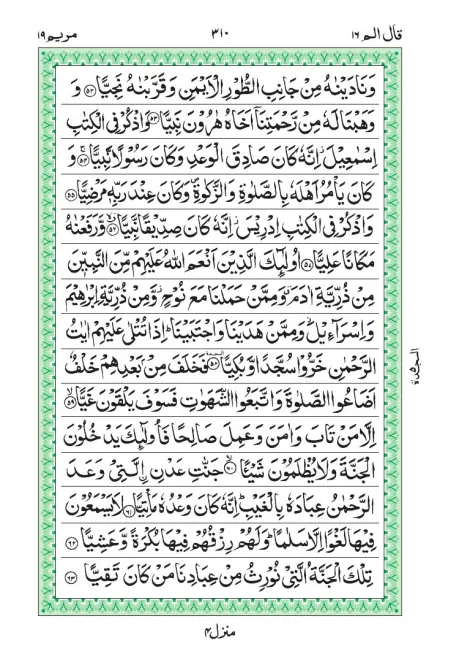 قال الم ١٦ ٣١٠ مريم ١٩
وَنَادَيْنٰهُ مِنْ جَانِبِ الطُّوْرِ الْاَيْمَنِ وَقَرَّبْنٰهُ نَجِيًّا ﴿٥٢﴾ وَ
وَهَبْنَا لَهٗ مِنْ رَّحْمَتِنَاۤ اَخَاهُ هٰرُوْنَ نَبِيًّا ﴿٥٣﴾ وَاذْكُرْ فِى الْكِتٰبِ
اِسْمٰعِيْلَ ز اِنَّهٗ كَانَ صَادِقَ الْوَعْدِ وَكَانَ رَسُوْلًا نَّبِيًّا ﴿٥٤﴾ وَ
كَانَ يَاْمُرُ اَهْلَهٗ بِالصَّلٰوةِ وَالزَّكٰوةِ ص وَكَانَ عِنْدَ رَبِّهٖ مَرْضِيًّا ﴿٥٥﴾
وَاذْكُرْ فِى الْكِتٰبِ اِدْرِيْسَ ز اِنَّهٗ كَانَ صِدِّيْقًا نَّبِيًّا ﴿٥٦﴾ وَّرَفَعْنٰهُ
مَكَانًا عَلِيًّا ﴿٥٧﴾ اُولٰٓئِكَ الَّذِيْنَ اَنْعَمَ اللّٰهُ عَلَيْهِمْ مِّنَ النَّبِيّٖنَ
مِنْ ذُرِّيَّةِ اٰدَمَ ق وَمِمَّنْ حَمَلْنَا مَعَ نُوْحٍ ز وَّمِنْ ذُرِّيَّةِ اِبْرٰهِيْمَ
وَاِسْرَآءِيْلَ ز وَمِمَّنْ هَدَيْنَا وَاجْتَبَيْنَا ط اِذَا تُتْلٰى عَلَيْهِمْ اٰيٰتُ
الرَّحْمٰنِ خَرُّوْا سُجَّدًا وَّبُكِيًّا ﴿٥٨﴾ فَخَلَفَ مِنْۢ بَعْدِهِمْ خَلْفٌ
اَضَاعُوا الصَّلٰوةَ وَاتَّبَعُوا الشَّهَوٰتِ فَسَوْفَ يَلْقَوْنَ غَيًّا ﴿٥٩﴾
اِلَّا مَنْ تَابَ وَاٰمَنَ وَعَمِلَ صَالِحًا فَاُولٰٓئِكَ يَدْخُلُوْنَ
الْجَنَّةَ وَلَا يُظْلَمُوْنَ شَيْئًا ﴿٦٠﴾ جَنّٰتِ عَدْنِ ۨالَّتِىْ وَعَدَ
الرَّحْمٰنُ عِبَادَهٗ بِالْغَيْبِ ط اِنَّهٗ كَانَ وَعْدُهٗ مَاْتِيًّا ﴿٦١﴾ لَا يَسْمَعُوْنَ
فِيْهَا لَغْوًا اِلَّا سَلٰمًا ط وَلَهُمْ رِزْقُهُمْ فِيْهَا بُكْرَةً وَّعَشِيًّا ﴿٦٢﴾
تِلْكَ الْجَنَّةُ الَّتِىْ نُوْرِثُ مِنْ عِبَادِنَا مَنْ كَانَ تَقِيًّا ﴿٦٣﴾
السجدة ٥
منزل ٤